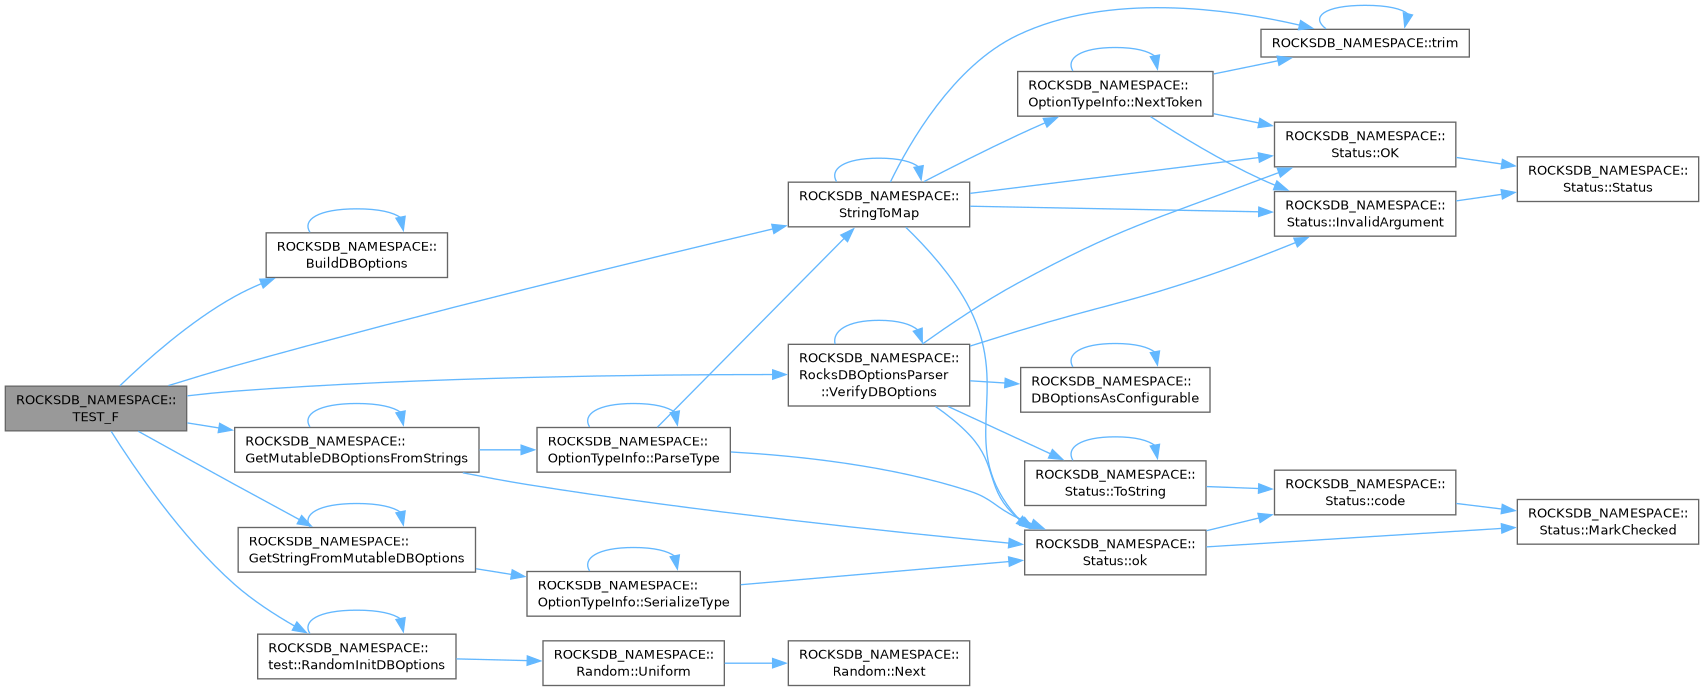 ROCKSDB_NAMESPACE::
TEST_F
ROCKSDB_NAMESPACE::
BuildDBOptions
ROCKSDB_NAMESPACE::
GetMutableDBOptionsFromStrings
ROCKSDB_NAMESPACE::
GetStringFromMutableDBOptions
ROCKSDB_NAMESPACE::
test::RandomInitDBOptions
ROCKSDB_NAMESPACE::
OptionTypeInfo::ParseType
ROCKSDB_NAMESPACE::
OptionTypeInfo::SerializeType
ROCKSDB_NAMESPACE::
Random::Uniform
ROCKSDB_NAMESPACE::
StringToMap
ROCKSDB_NAMESPACE::
RocksDBOptionsParser
::VerifyDBOptions
ROCKSDB_NAMESPACE::
Random::Next
ROCKSDB_NAMESPACE::
OptionTypeInfo::NextToken
ROCKSDB_NAMESPACE::
DBOptionsAsConfigurable
ROCKSDB_NAMESPACE::
Status::ToString
ROCKSDB_NAMESPACE::
Status::ok
ROCKSDB_NAMESPACE::trim
ROCKSDB_NAMESPACE::
Status::OK
ROCKSDB_NAMESPACE::
Status::InvalidArgument
ROCKSDB_NAMESPACE::
Status::code
ROCKSDB_NAMESPACE::
Status::Status
ROCKSDB_NAMESPACE::
Status::MarkChecked